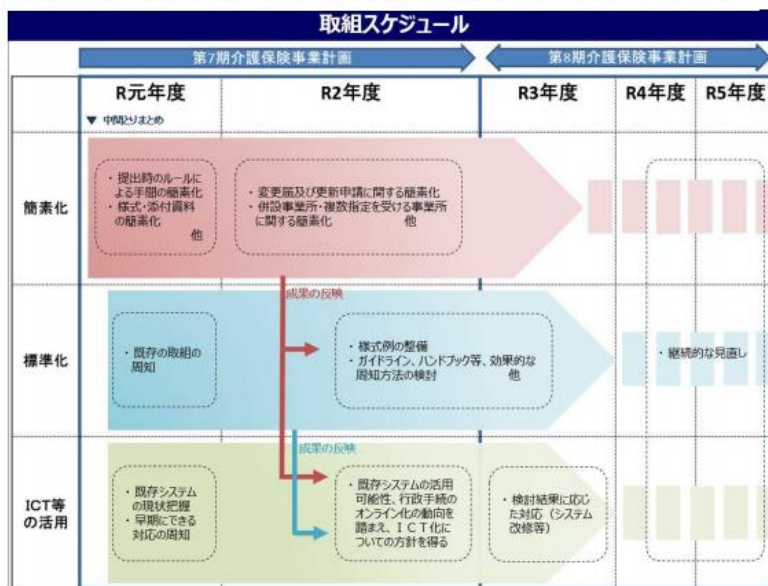 取組スケジュール
第7期介護保険事業計画
第8期介護保険事業計画
R元年度
R2年度
R3年度
R4年度
R5年度
▼ 中間とりまとめ
簡素化
・提出時のルールに
よる手間の簡素化
・様式・添付資料
の簡素化
他
・変更届及び更新申請に関する簡素化
・併設事業所・複数指定を受ける事業所
に関する簡素化 他
成果の反映
標準化
・既存の取組の
周知
・様式例の整備
・ガイドライン、ハンドブック等、効果的な
周知方法の検討 他
・継続的な見直し
成果の反映
ICT等
の活用
・既存システム
の現状把握
・早期にできる
対応の周知
・既存システムの活用
可能性、行政手続の
オンライン化の動向を
踏まえ、ICT化に
ついての方針を得る
・検討結果に応じ
た対応（システム
改修等）